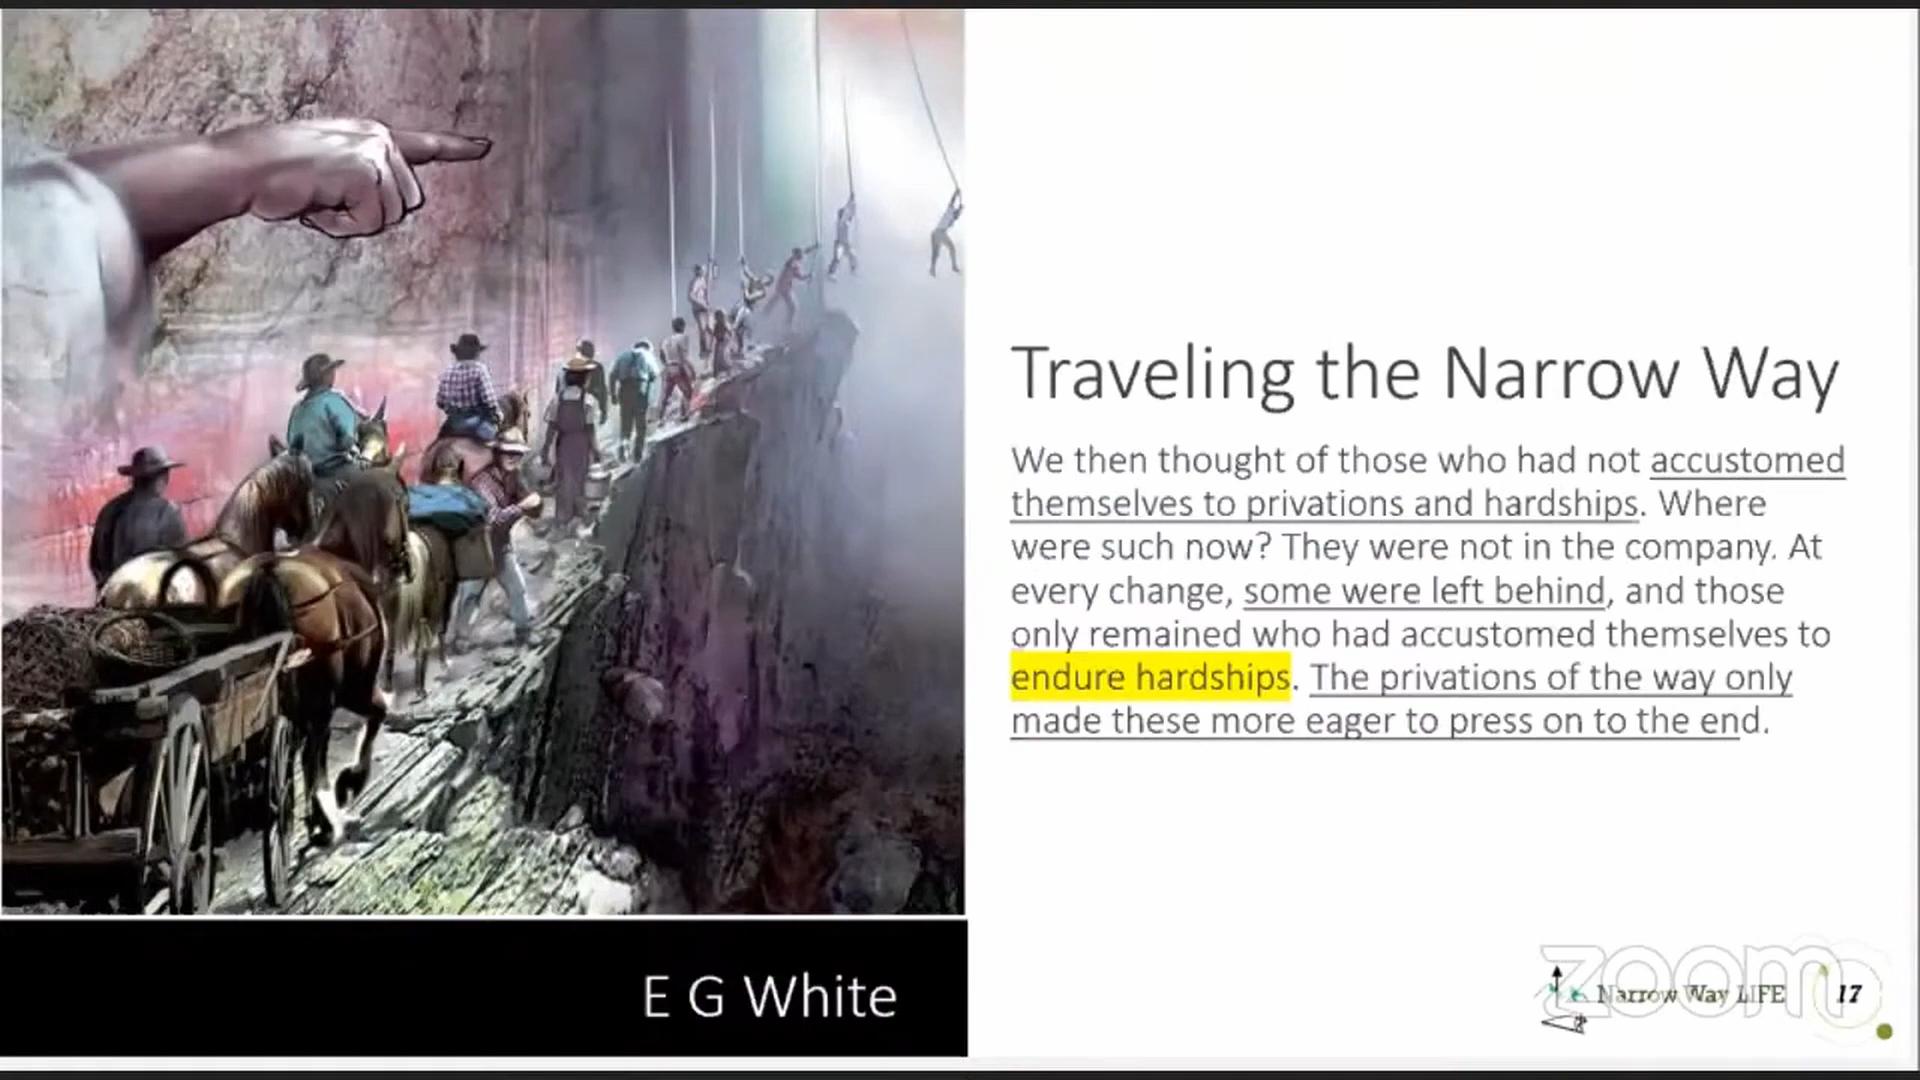 Traveling the Narrow Way
We then thought of those who had not accustomed
themselves to privations and hardships. Where
were such now? They were not in the company. At
every change, some were left behind, and those
only remained who had accustomed themselves to
endure hardships. The privations of the way only
made these more eager to press on to the end.
E G White
zoom
Narrow Way LIFE
17